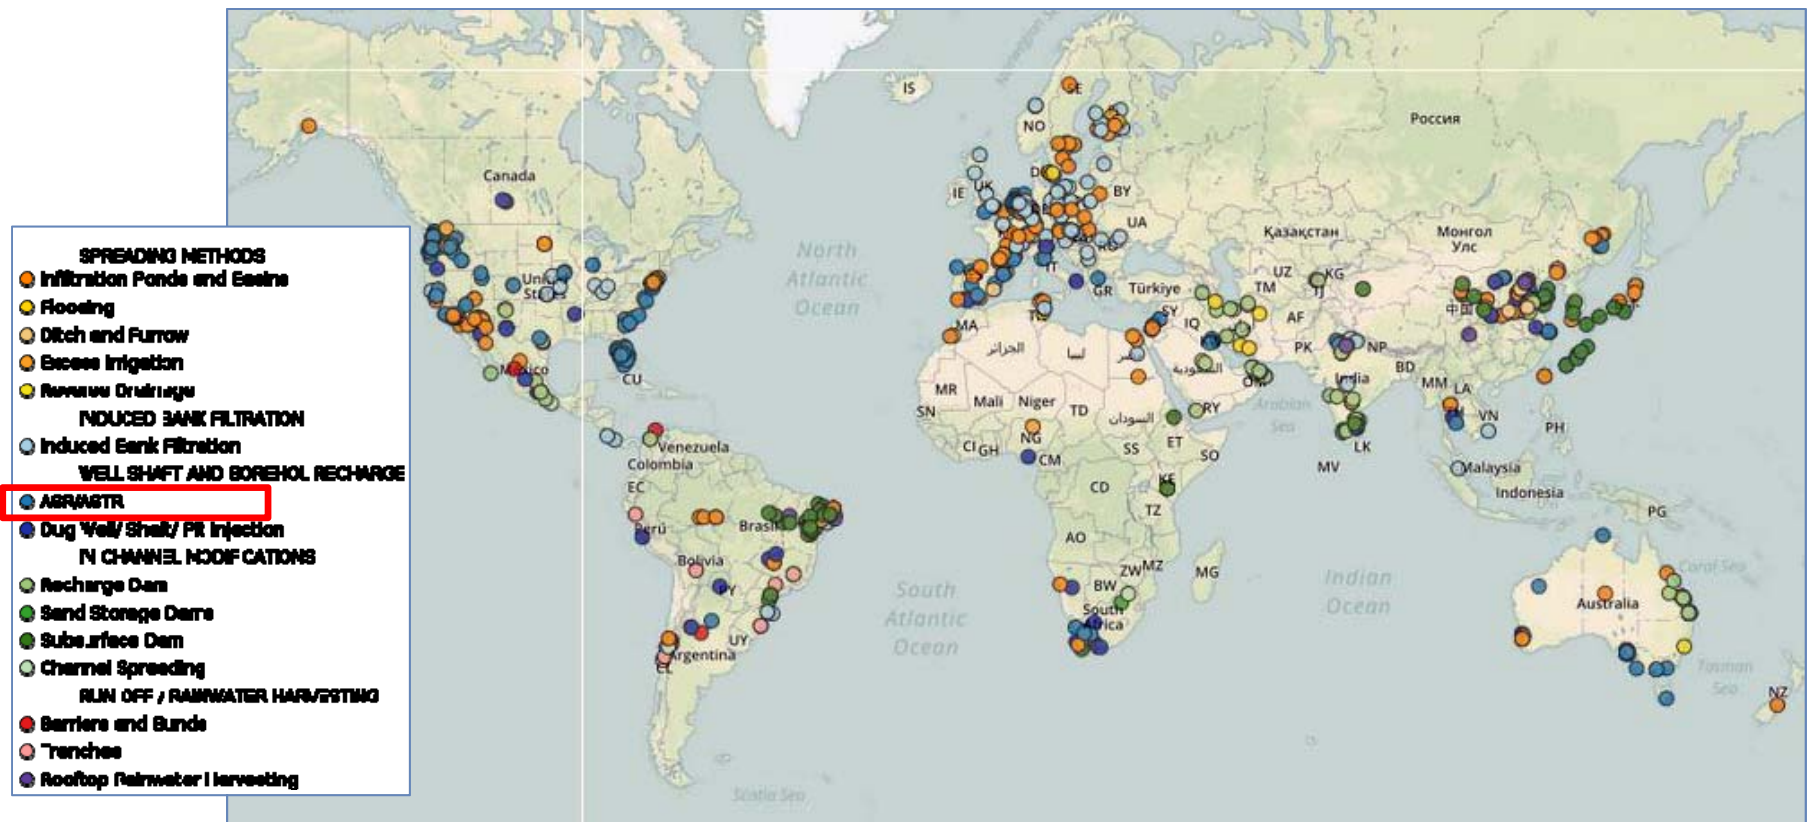 SPREADING METHODS
Infiltration Ponds and Basins
Flooding
Ditch and Furrow
Excess Irrigation
Reverse Drainage
INDUCED BANK FILTRATION
Induced Bank Filtration
WELL SHAFT AND BOREHOL RECHARGE
ASR/ASTR
Dug Well/ Shaft/ Pit Injection
IN CHANNEL MODIFICATIONS
Recharge Dam
Sand Storage Dams
Subsurface Dam
Channel Spreading
RUN OFF / RAINWATER HARVESTING
Barriers and Bunds
Trenches
Rooftop Rainwater Harvesting
IS
Norwegian
SE
NO
Россия
Canada
IE
UK
BY
UA
Қазақстан
Монгол
Улс
North
Atlantic
Ocean
United
States
IT
RO
GR
Türkiye
UZ
KG
TM
TJ
SY
IQ
AF
中国
MA
الجزائر
ليبيا
مصر
السعودية
PK
NP
BD
México
CU
MR
Mali
Niger
TD
السودان
RY
OM
Arabian
Sea
India
MM
LA
VN
PH
SN
CI
GH
NG
CM
SS
ET
SO
LK
MV
Venezuela
Colombia
EC
Malaysia
Indonesia
CD
KE
TZ
PG
Perú
Brasil
AO
Bolivia
PY
ZW
MZ
BW
MG
South
Atlantic
Ocean
Indian
Ocean
Coral Sea
Australia
South
Africa
UY
Argentina
CL
Tasman
Sea
NZ
Scotia Sea